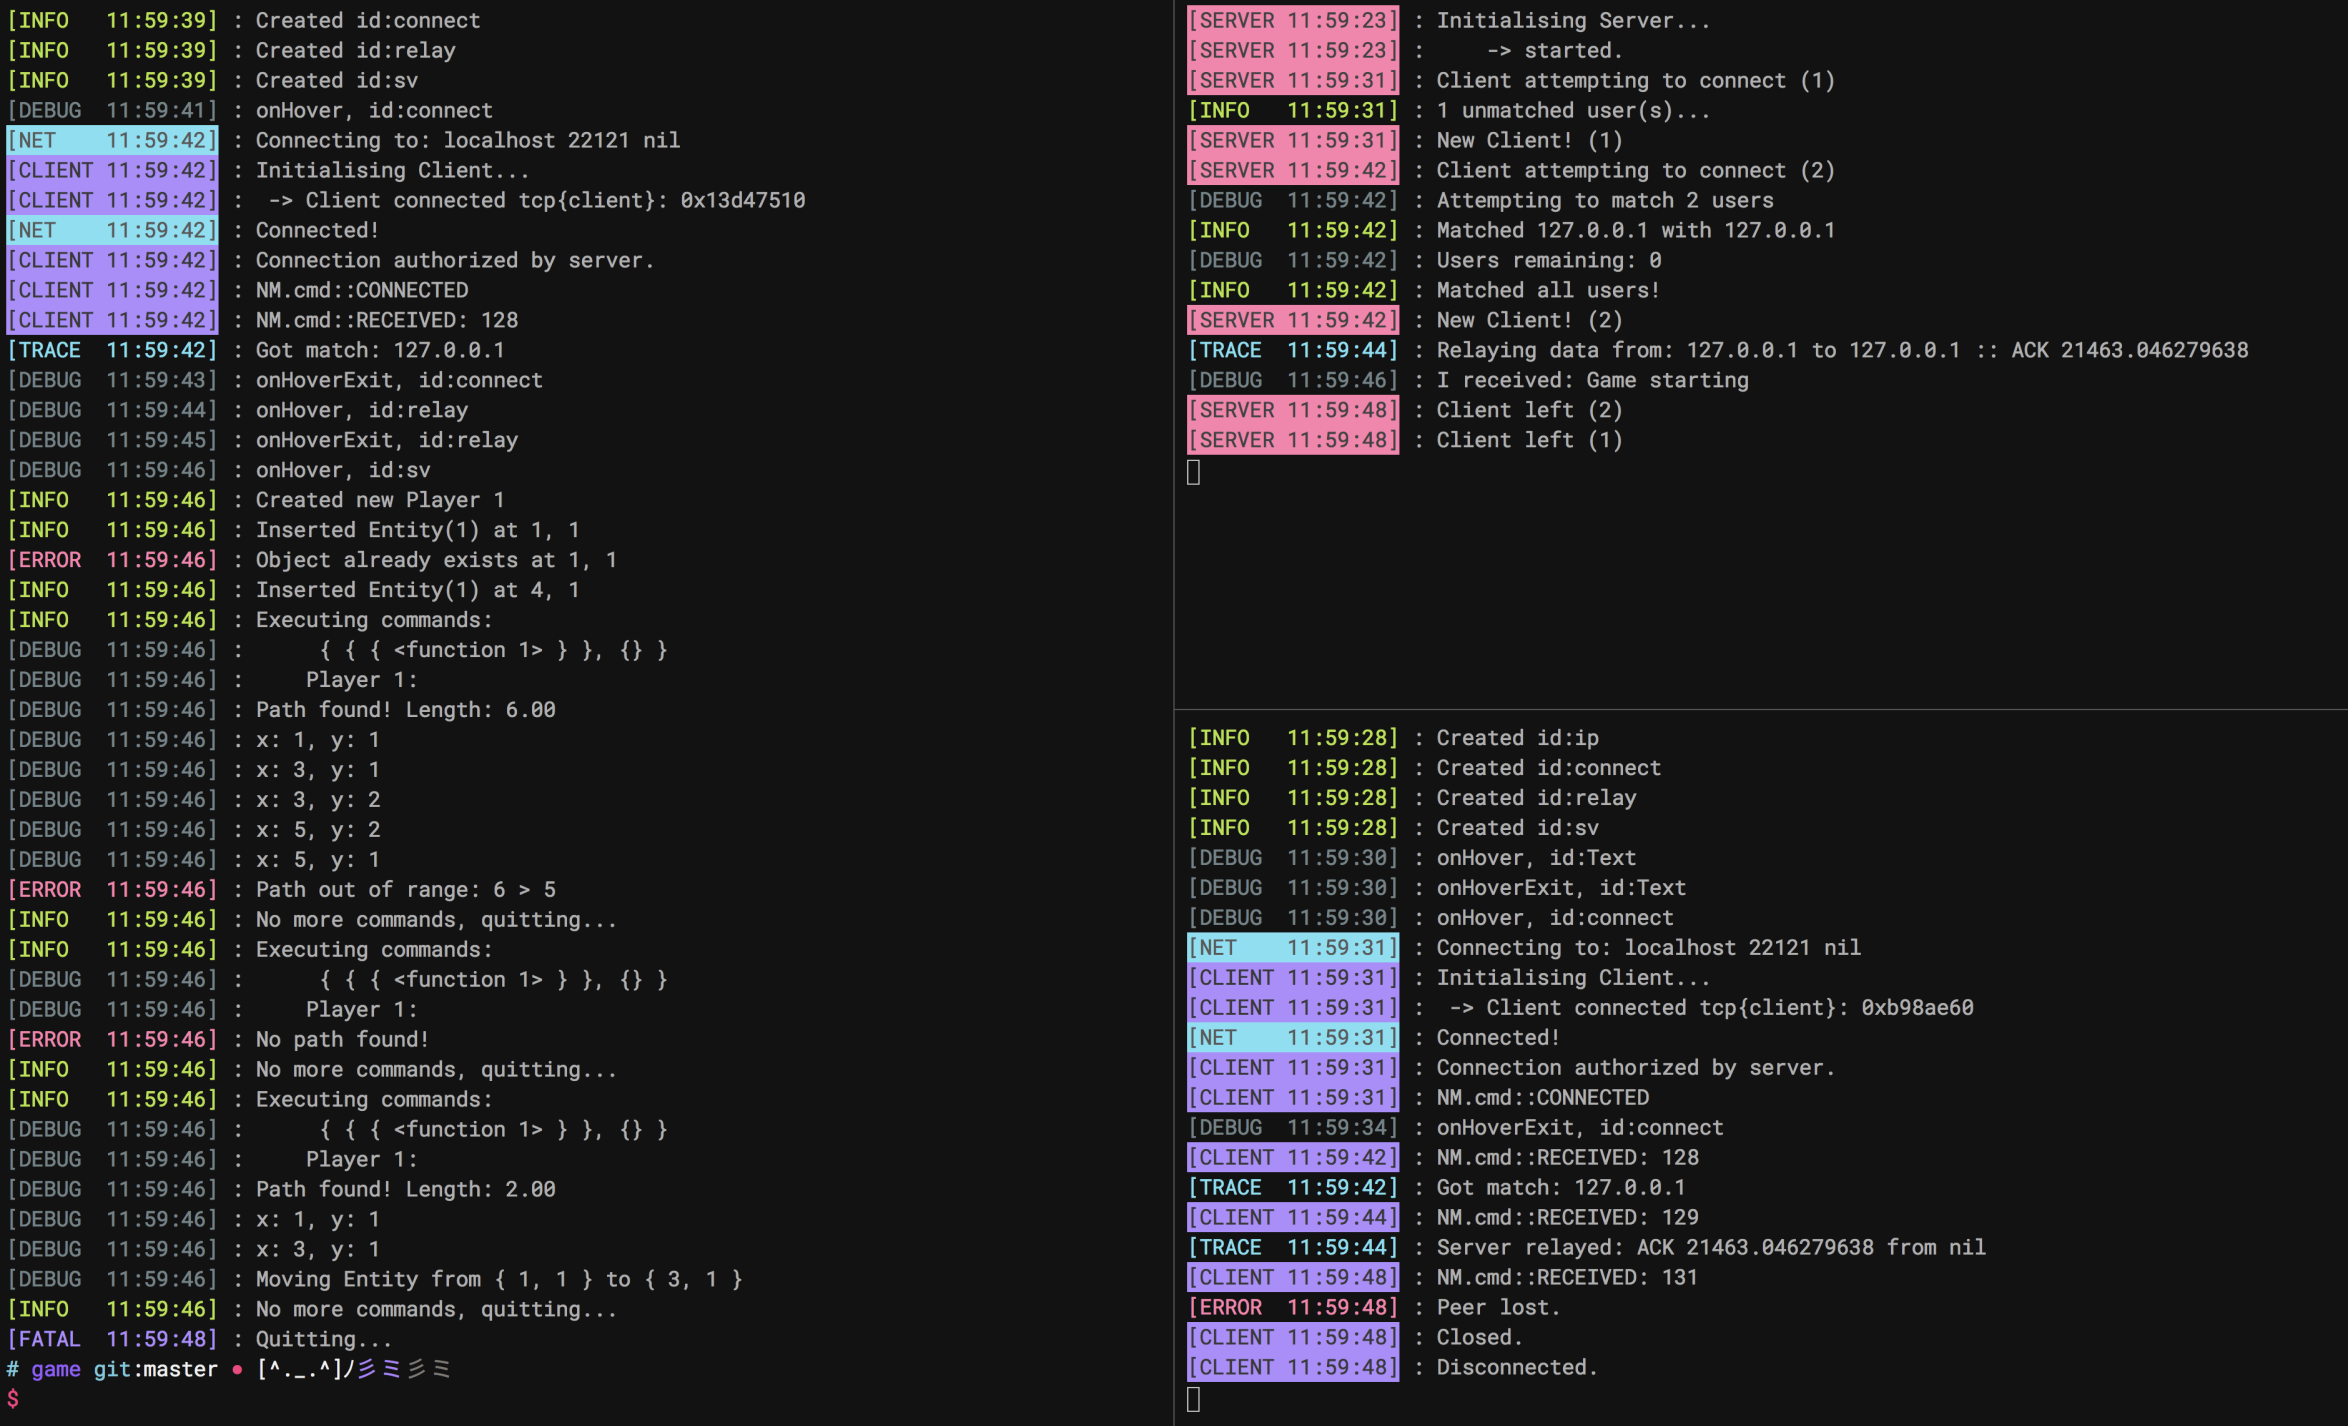 [INFO   11:59:39] : Created id:connect
[INFO   11:59:39] : Created id:relay
[INFO   11:59:39] : Created id:sv
[DEBUG  11:59:41] : onHover, id:connect
[NET    11:59:42] : Connecting to: localhost 22121 nil
[CLIENT 11:59:42] : Initialising Client...
[CLIENT 11:59:42] :  -> Client connected tcp{client}: 0x13d47510
[NET    11:59:42] : Connected!
[CLIENT 11:59:42] : Connection authorized by server.
[CLIENT 11:59:42] : NM.cmd::CONNECTED
[CLIENT 11:59:42] : NM.cmd::RECEIVED: 128
[TRACE  11:59:42] : Got match: 127.0.0.1
[DEBUG  11:59:43] : onHoverExit, id:connect
[DEBUG  11:59:44] : onHover, id:relay
[DEBUG  11:59:45] : onHoverExit, id:relay
[DEBUG  11:59:46] : onHover, id:sv
[INFO   11:59:46] : Created new Player 1
[INFO   11:59:46] : Inserted Entity(1) at 1, 1
[ERROR  11:59:46] : Object already exists at 1, 1
[INFO   11:59:46] : Inserted Entity(1) at 4, 1
[INFO   11:59:46] : Executing commands:
[DEBUG  11:59:46] :      { { { <function 1> } }, {} }
[DEBUG  11:59:46] :     Player 1:
[DEBUG  11:59:46] : Path found! Length: 6.00
[DEBUG  11:59:46] : x: 1, y: 1
[DEBUG  11:59:46] : x: 3, y: 1
[DEBUG  11:59:46] : x: 3, y: 2
[DEBUG  11:59:46] : x: 5, y: 2
[DEBUG  11:59:46] : x: 5, y: 1
[ERROR  11:59:46] : Path out of range: 6 > 5
[INFO   11:59:46] : No more commands, quitting...
[INFO   11:59:46] : Executing commands:
[DEBUG  11:59:46] :      { { { <function 1> } }, {} }
[DEBUG  11:59:46] :     Player 1:
[ERROR  11:59:46] : No path found!
[INFO   11:59:46] : No more commands, quitting...
[INFO   11:59:46] : Executing commands:
[DEBUG  11:59:46] :      { { { <function 1> } }, {} }
[DEBUG  11:59:46] :     Player 1:
[DEBUG  11:59:46] : Path found! Length: 2.00
[DEBUG  11:59:46] : x: 1, y: 1
[DEBUG  11:59:46] : x: 3, y: 1
[DEBUG  11:59:46] : Moving Entity from { 1, 1 } to { 3, 1 }
[INFO   11:59:46] : No more commands, quitting...
[FATAL  11:59:48] : Quitting...
# game git:master ● [^._.^]ﾉ彡ミ彡ミ
$
[SERVER 11:59:23] : Initialising Server...
[SERVER 11:59:23] :     -> started.
[SERVER 11:59:31] : Client attempting to connect (1)
[INFO   11:59:31] : 1 unmatched user(s)...
[SERVER 11:59:31] : New Client! (1)
[SERVER 11:59:42] : Client attempting to connect (2)
[DEBUG  11:59:42] : Attempting to match 2 users
[INFO   11:59:42] : Matched 127.0.0.1 with 127.0.0.1
[DEBUG  11:59:42] : Users remaining: 0
[INFO   11:59:42] : Matched all users!
[SERVER 11:59:42] : New Client! (2)
[TRACE  11:59:44] : Relaying data from: 127.0.0.1 to 127.0.0.1 :: ACK 21463.046279638
[DEBUG  11:59:46] : I received: Game starting
[SERVER 11:59:48] : Client left (2)
[SERVER 11:59:48] : Client left (1)
[INFO   11:59:28] : Created id:ip
[INFO   11:59:28] : Created id:connect
[INFO   11:59:28] : Created id:relay
[INFO   11:59:28] : Created id:sv
[DEBUG  11:59:30] : onHover, id:Text
[DEBUG  11:59:30] : onHoverExit, id:Text
[DEBUG  11:59:30] : onHover, id:connect
[NET    11:59:31] : Connecting to: localhost 22121 nil
[CLIENT 11:59:31] : Initialising Client...
[CLIENT 11:59:31] :  -> Client connected tcp{client}: 0xb98ae60
[NET    11:59:31] : Connected!
[CLIENT 11:59:31] : Connection authorized by server.
[CLIENT 11:59:31] : NM.cmd::CONNECTED
[DEBUG  11:59:34] : onHoverExit, id:connect
[CLIENT 11:59:42] : NM.cmd::RECEIVED: 128
[TRACE  11:59:42] : Got match: 127.0.0.1
[CLIENT 11:59:44] : NM.cmd::RECEIVED: 129
[TRACE  11:59:44] : Server relayed: ACK 21463.046279638 from nil
[CLIENT 11:59:48] : NM.cmd::RECEIVED: 131
[ERROR  11:59:48] : Peer lost.
[CLIENT 11:59:48] : Closed.
[CLIENT 11:59:48] : Disconnected.